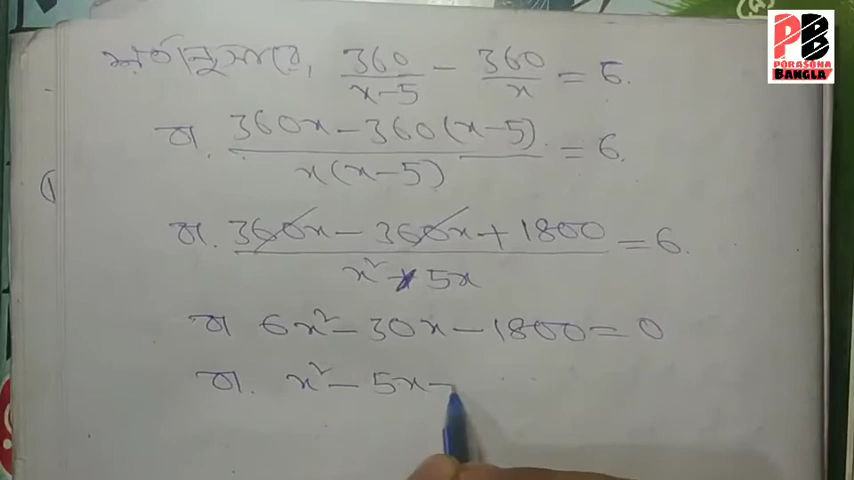 PB
PORASONA
BANGLA
শর্তানুসারে, 360/(x-5) - 360/x = 6.
বা. (360x - 360(x-5))/(x(x-5)) = 6.
বা. (360x - 360x + 1800)/(x² - 5x) = 6.
বা 6x² - 30x - 1800 = 0
বা. x² - 5x -